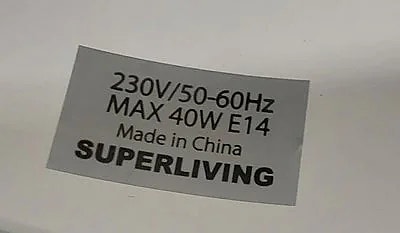 230V/50-60Hz
MAX 40W E14
Made in China
SUPERLIVING